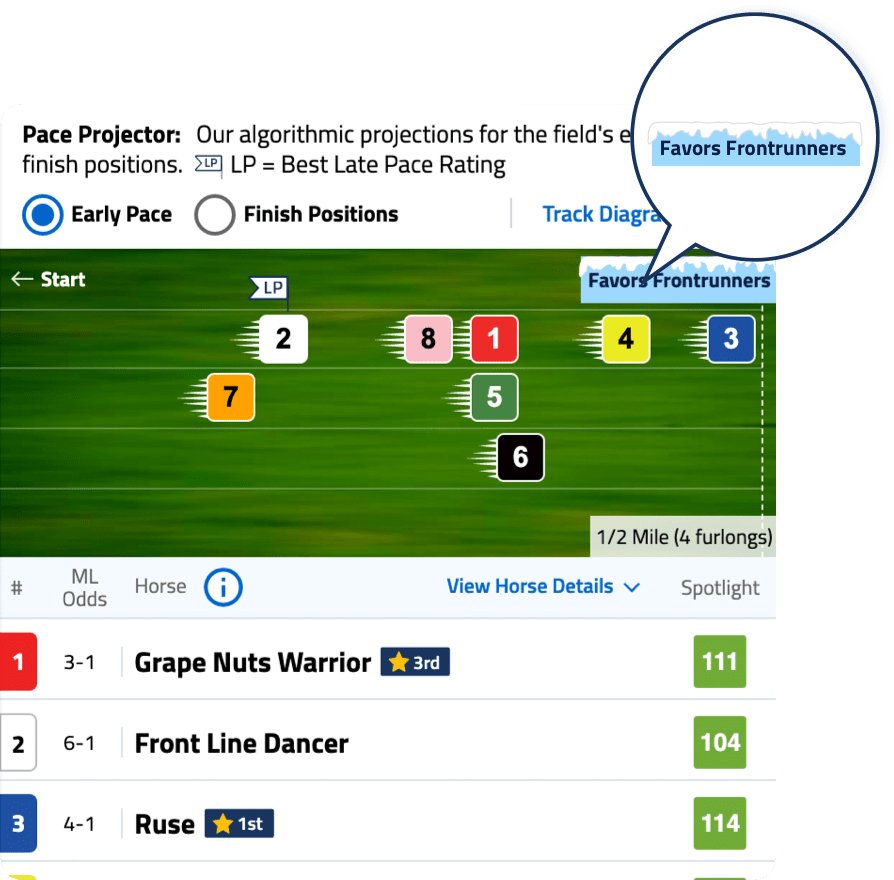 Pace Projector: Our algorithmic projections for the field's e
finish positions. LP LP = Best Late Pace Rating
Favors Frontrunners
Early Pace Finish Positions Track Diagra
← Start
LP
Favors Frontrunners
2 8 1 4 3
7 5
6
1/2 Mile (4 furlongs)
# ML Odds Horse i View Horse Details Spotlight
1 3-1 Grape Nuts Warrior 3rd 111
2 6-1 Front Line Dancer 104
3 4-1 Ruse 1st 114